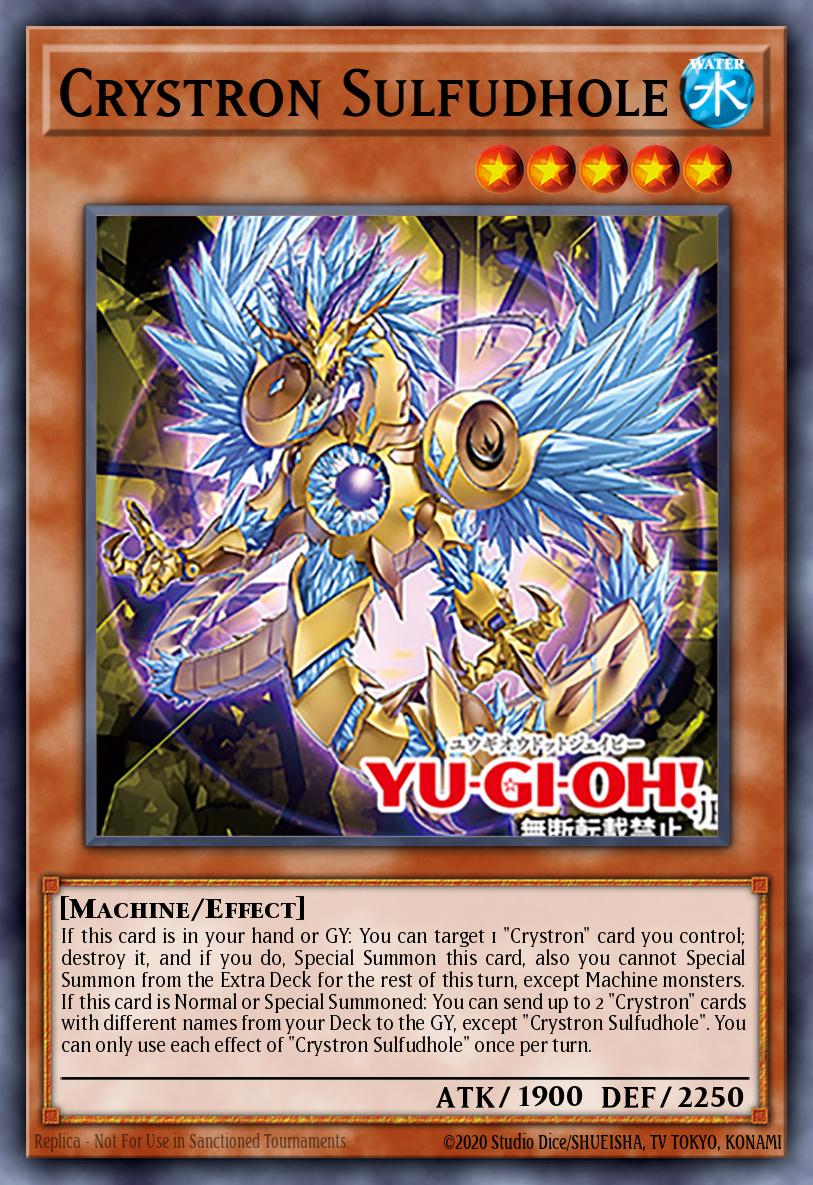 Crystron Sulfudhole
WATER
水
ユウギオウドットジェイピー
YU-GI-OH!
無断転載禁止
[Machine/Effect]
If this card is in your hand or GY: You can target 1 "Crystron" card you control;
destroy it, and if you do, Special Summon this card, also you cannot Special
Summon from the Extra Deck for the rest of this turn, except Machine monsters.
If this card is Normal or Special Summoned: You can send up to 2 "Crystron" cards
with different names from your Deck to the GY, except "Crystron Sulfudhole". You
can only use each effect of "Crystron Sulfudhole" once per turn.
ATK/ 1900 DEF/ 2250
Replica - Not For Use in Sanctioned Tournaments.
©2020 Studio Dice/SHUEISHA, TV TOKYO, KONAMI